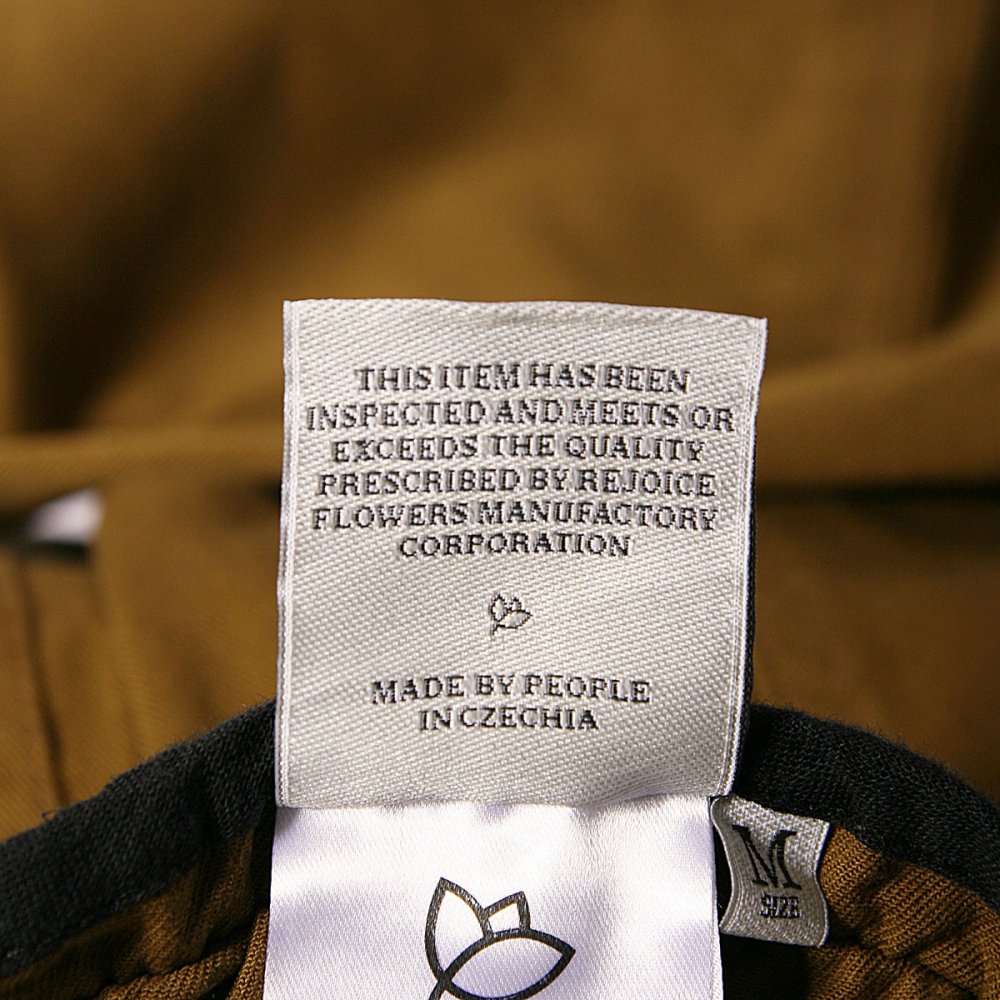 THIS ITEM HAS BEEN
INSPECTED AND MEETS OR
EXCEEDS THE QUALITY
PRESCRIBED BY REJOICE
FLOWERS MANUFACTORY
CORPORATION
MADE BY PEOPLE
IN CZECHIA
M
SIZE